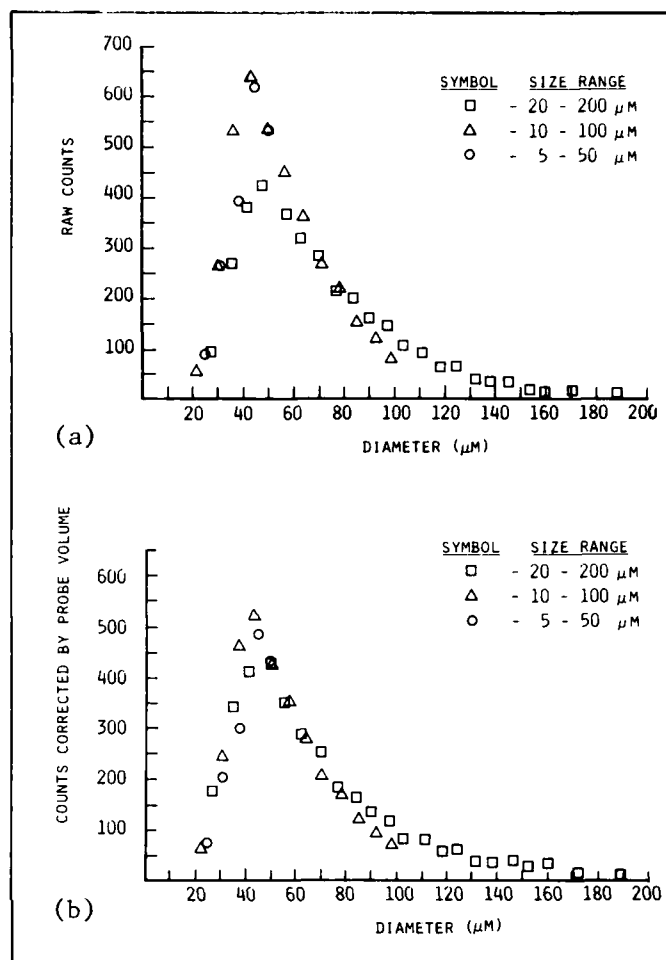 700
600
500
400
300
200
100
RAW COUNTS
SYMBOL SIZE RANGE
□ - 20 - 200 μM
△ - 10 - 100 μM
○ - 5 - 50 μM
20 40 60 80 100 120 140 160 180 200
(a)
DIAMETER (μM)
600
500
400
300
200
100
COUNTS CORRECTED BY PROBE VOLUME
SYMBOL SIZE RANGE
□ - 20 - 200 μM
△ - 10 - 100 μM
○ - 5 - 50 μM
20 40 60 80 100 120 140 160 180 200
(b)
DIAMETER (μM)